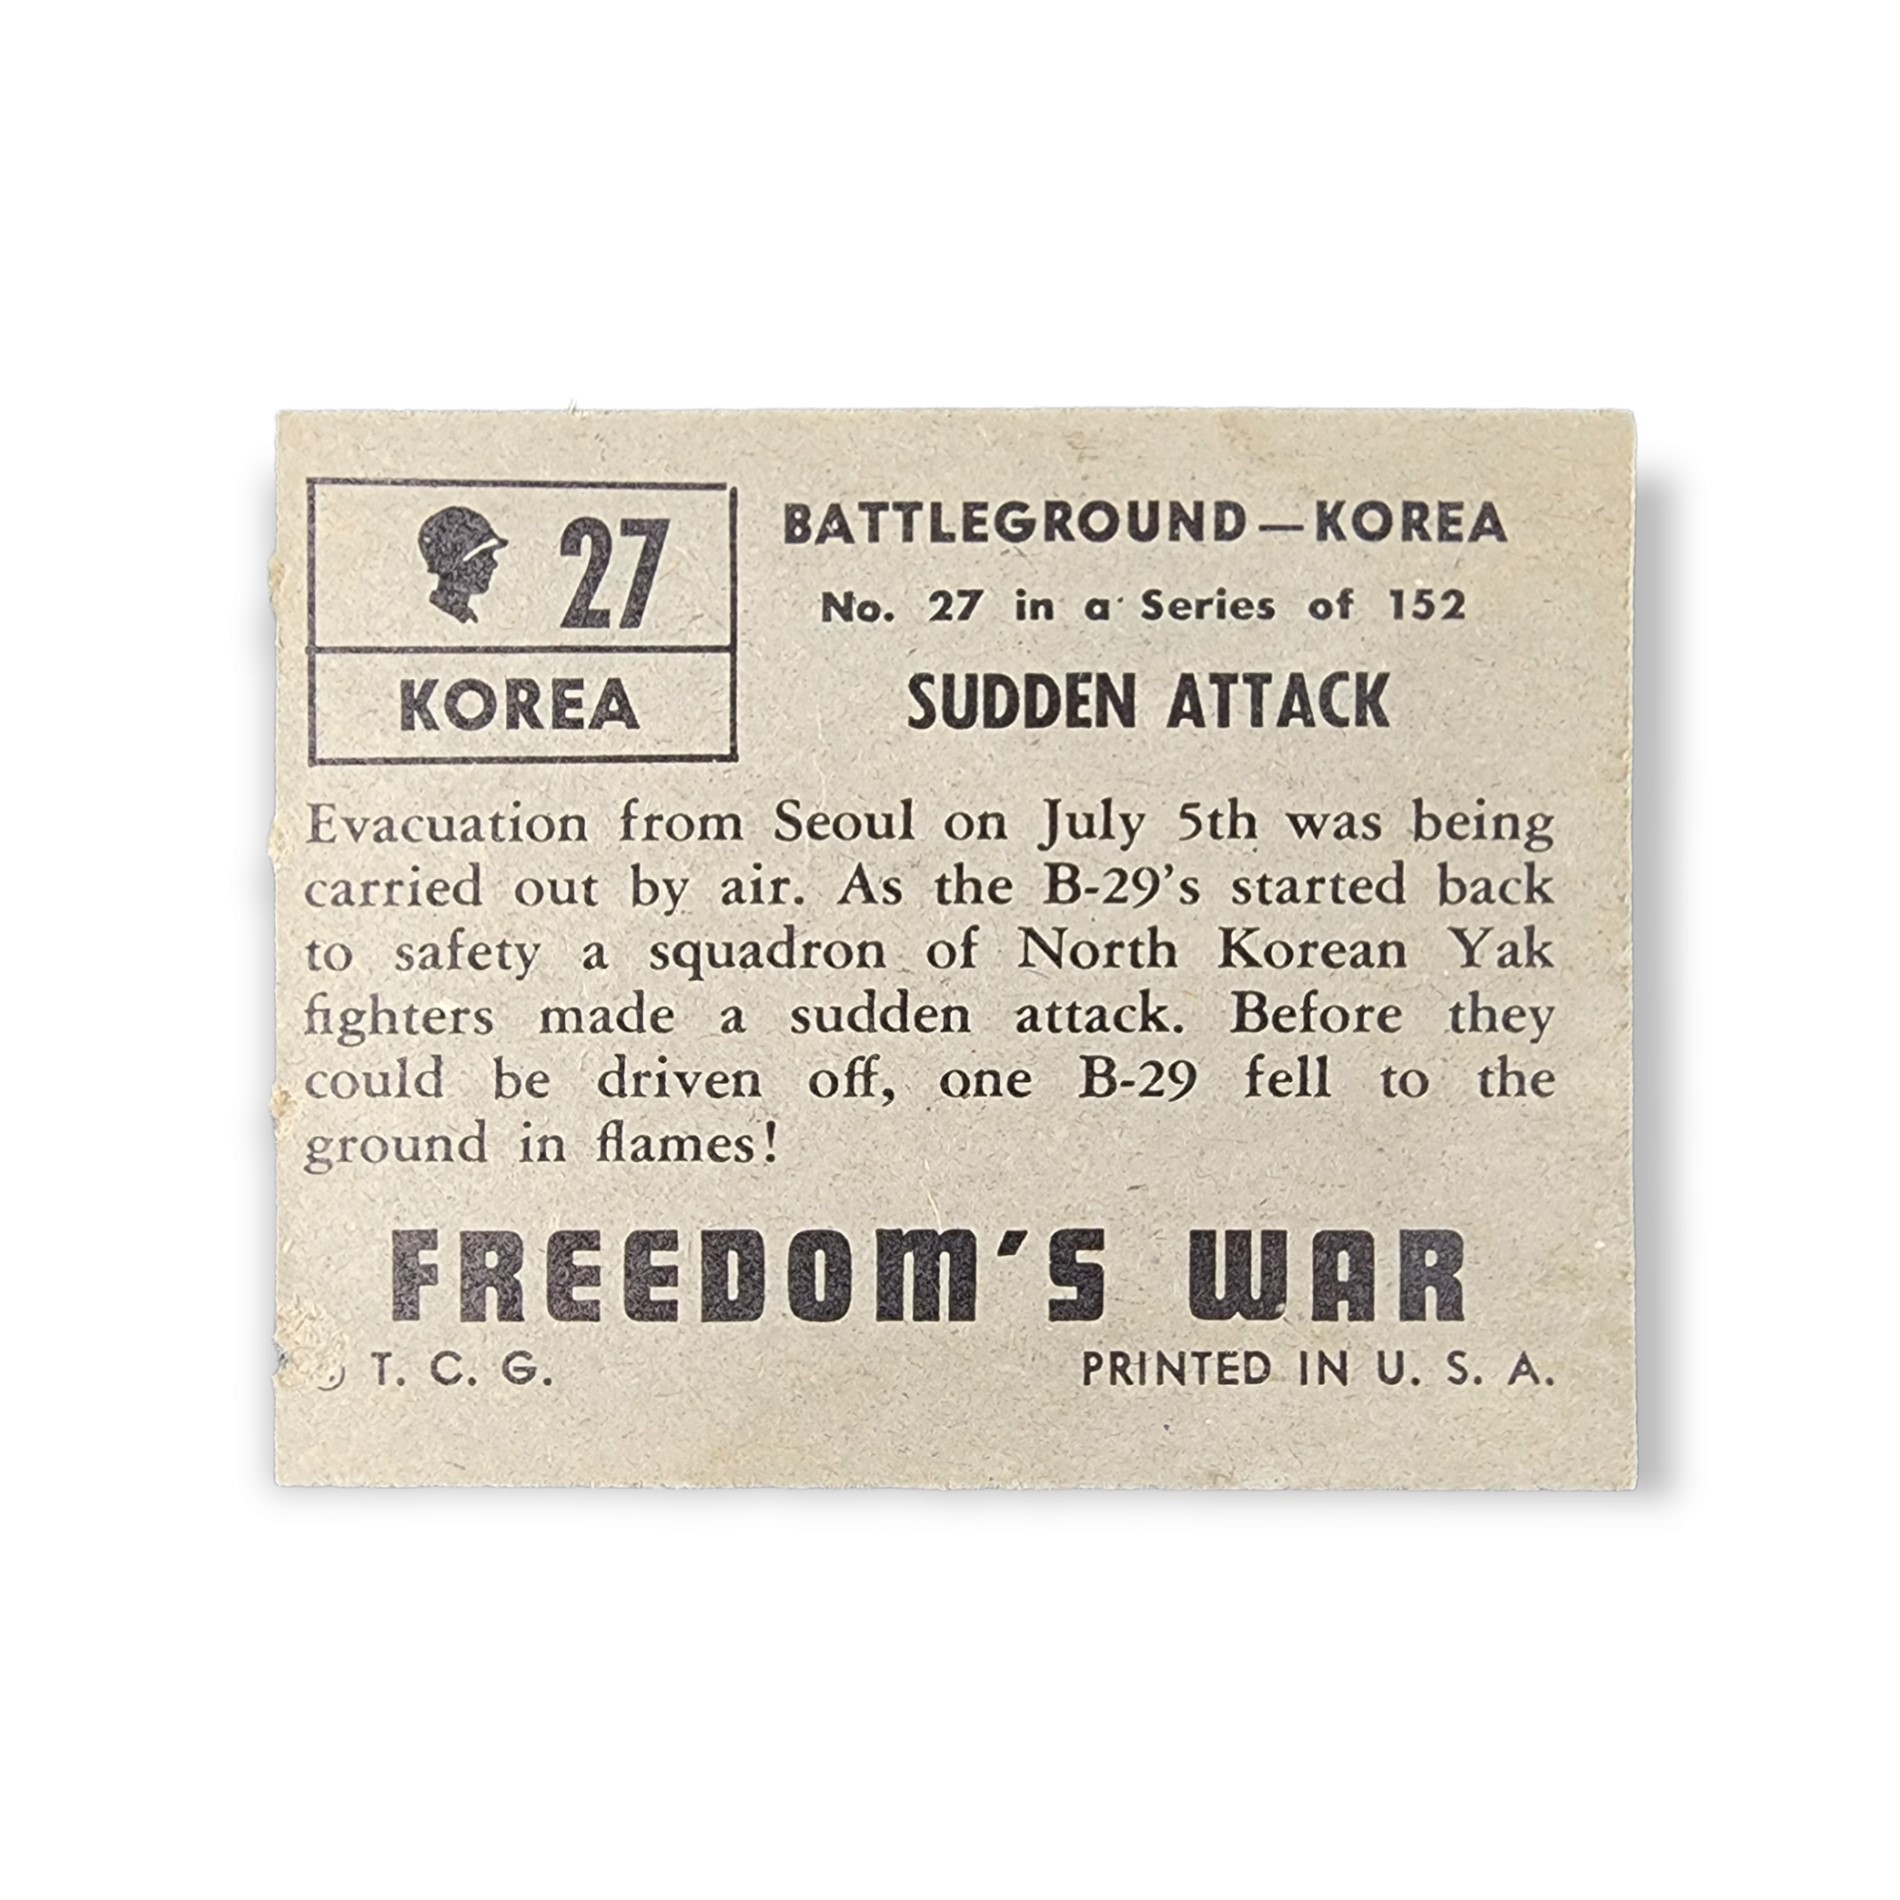 27
KOREA
BATTLEGROUND—KOREA
No. 27 in a Series of 152
SUDDEN ATTACK
Evacuation from Seoul on July 5th was being
carried out by air. As the B-29's started back
to safety a squadron of North Korean Yak
fighters made a sudden attack. Before they
could be driven off, one B-29 fell to the
ground in flames!
FREEDOM'S WAR
T. C. G.
PRINTED IN U. S. A.